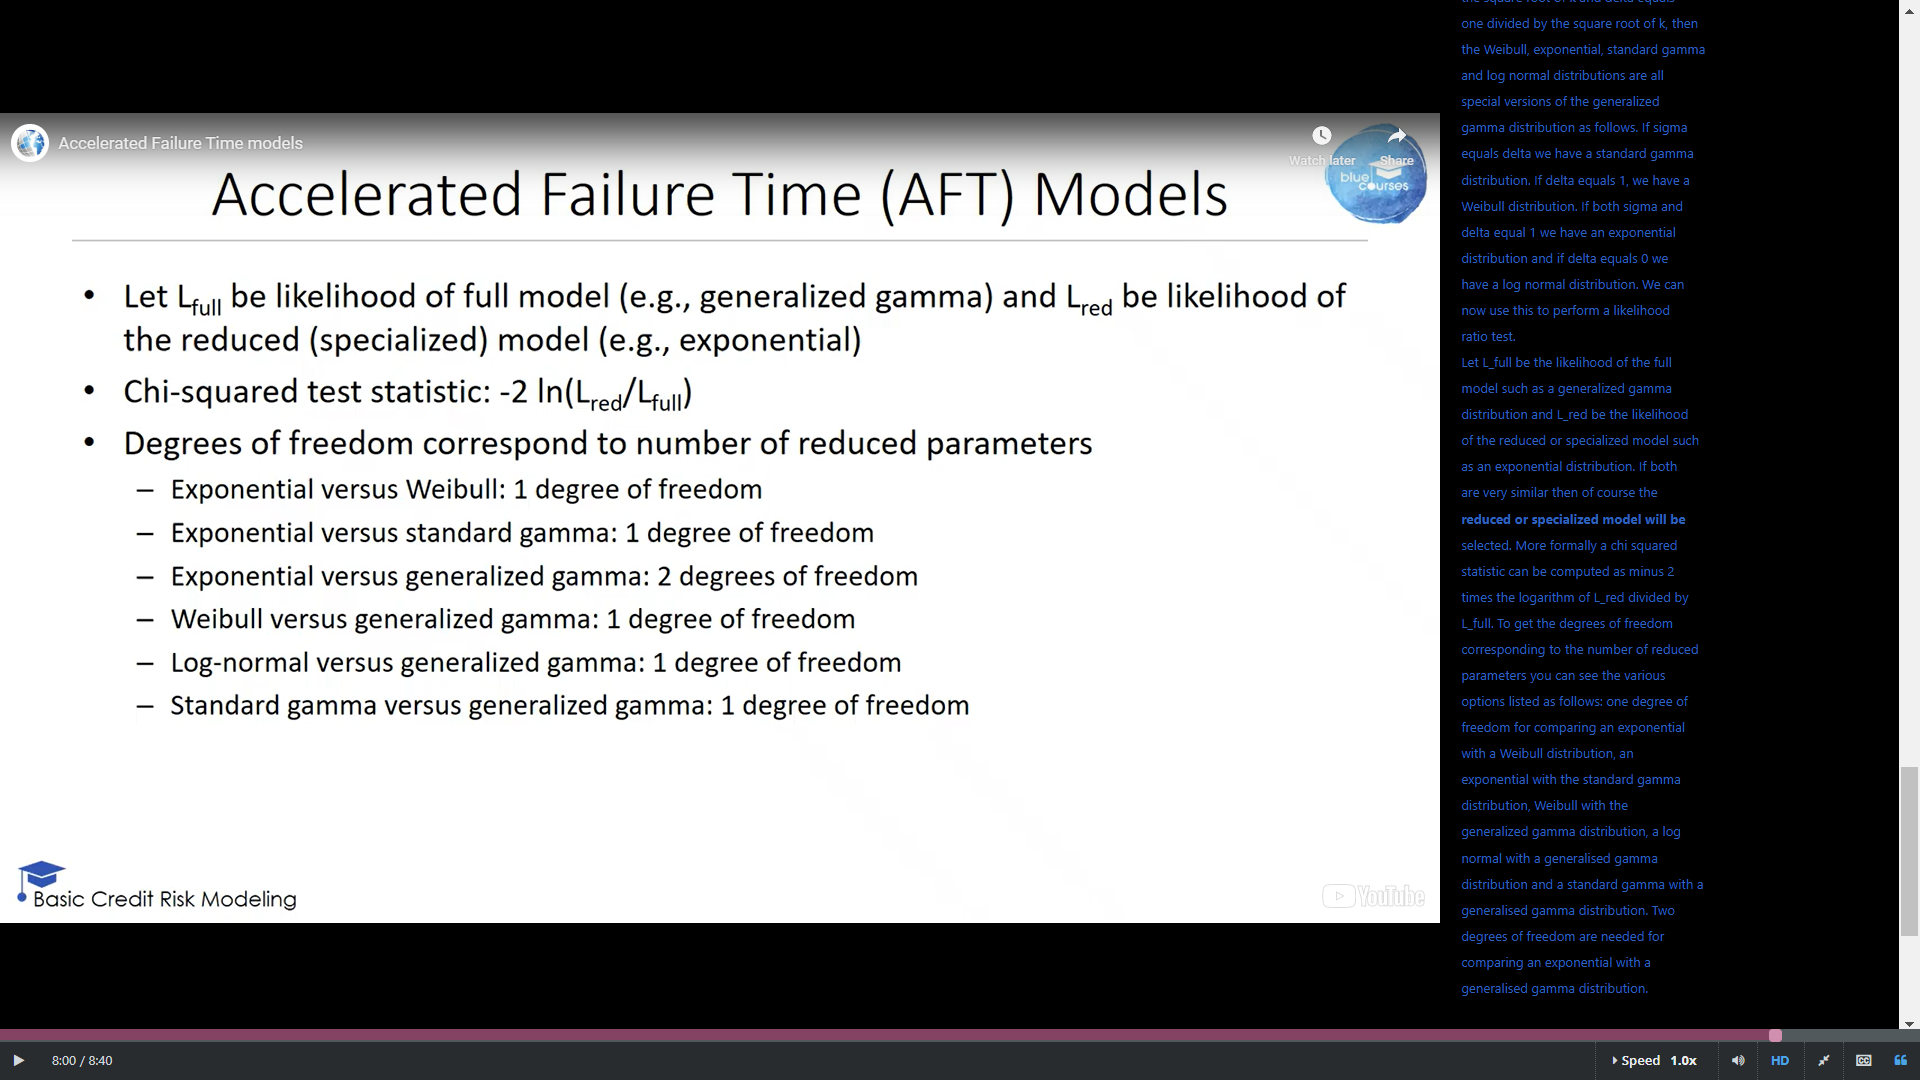 Accelerated Failure Time models
Watch later
Share
blue
courses
Accelerated Failure Time (AFT) Models
• Let Lfull be likelihood of full model (e.g., generalized gamma) and Lred be likelihood of
the reduced (specialized) model (e.g., exponential)
• Chi-squared test statistic: -2 ln(Lred/Lfull)
• Degrees of freedom correspond to number of reduced parameters
– Exponential versus Weibull: 1 degree of freedom
– Exponential versus standard gamma: 1 degree of freedom
– Exponential versus generalized gamma: 2 degrees of freedom
– Weibull versus generalized gamma: 1 degree of freedom
– Log-normal versus generalized gamma: 1 degree of freedom
– Standard gamma versus generalized gamma: 1 degree of freedom
Basic Credit Risk Modeling
YouTube
the square root of k and delta equals
one divided by the square root of k, then
the Weibull, exponential, standard gamma
and log normal distributions are all
special versions of the generalized
gamma distribution as follows. If sigma
equals delta we have a standard gamma
distribution. If delta equals 1, we have a
Weibull distribution. If both sigma and
delta equal 1 we have an exponential
distribution and if delta equals 0 we
have a log normal distribution. We can
now use this to perform a likelihood
ratio test.
Let L_full be the likelihood of the full
model such as a generalized gamma
distribution and L_red be the likelihood
of the reduced or specialized model such
as an exponential distribution. If both
are very similar then of course the
reduced or specialized model will be
selected. More formally a chi squared
statistic can be computed as minus 2
times the logarithm of L_red divided by
L_full. To get the degrees of freedom
corresponding to the number of reduced
parameters you can see the various
options listed as follows: one degree of
freedom for comparing an exponential
with a Weibull distribution, an
exponential with the standard gamma
distribution, Weibull with the
generalized gamma distribution, a log
normal with a generalised gamma
distribution and a standard gamma with a
generalised gamma distribution. Two
degrees of freedom are needed for
comparing an exponential with a
generalised gamma distribution.
8:00 / 8:40
Speed 1.0x
HD
CC